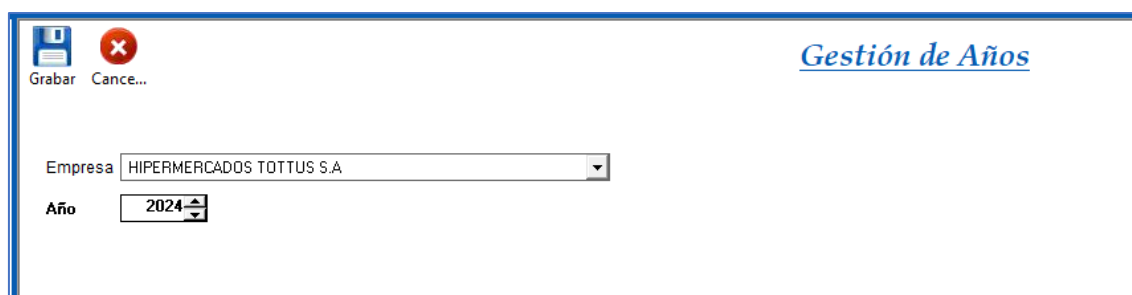 Gestión de Años
Grabar Cance...
Empresa HIPERMERCADOS TOTTUS S.A
Año 2024